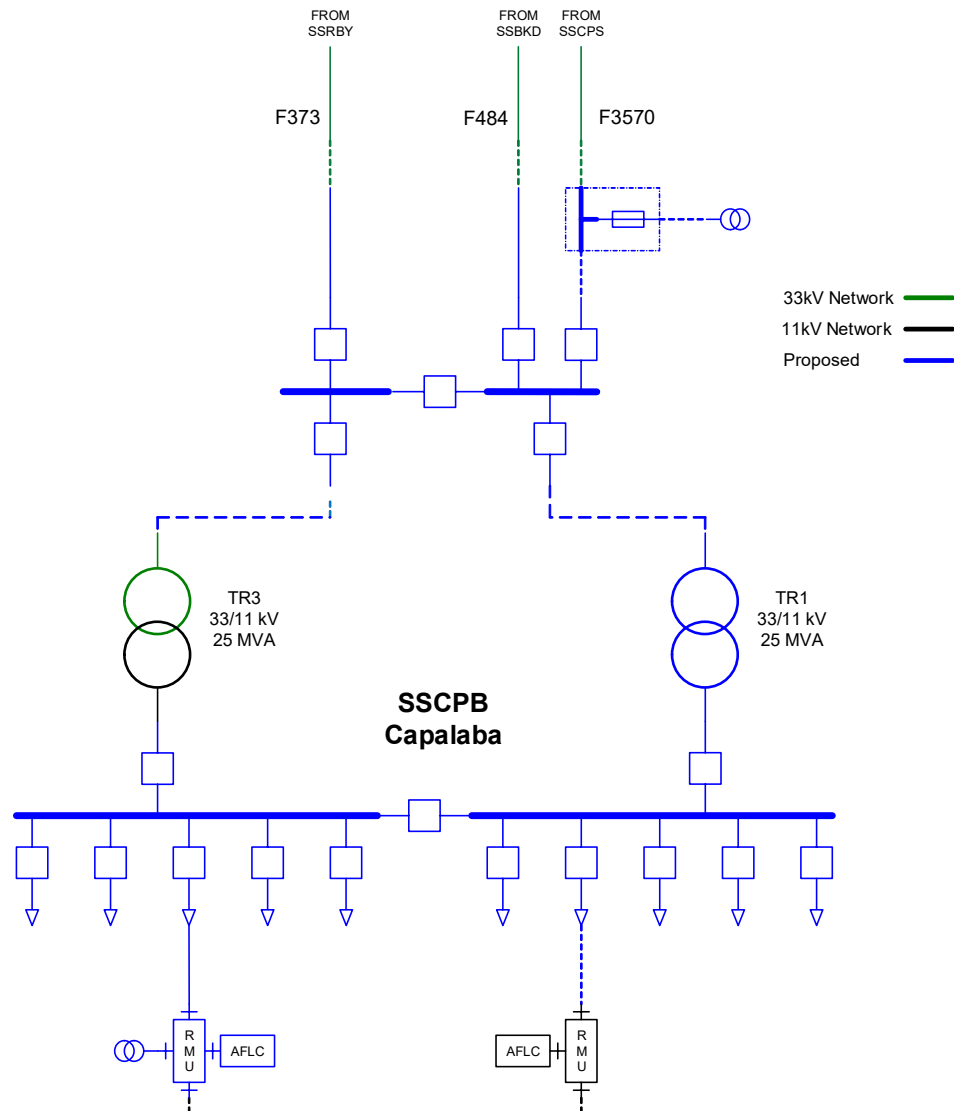 FROM
SSRBY
FROM
SSBKD
FROM
SSCPS
F373
F484
F3570
33kV Network
11kV Network
Proposed
TR3
33/11 kV
25 MVA
TR1
33/11 kV
25 MVA
SSCPB
Capalaba
R
M
U
AFLC
AFLC
R
M
U